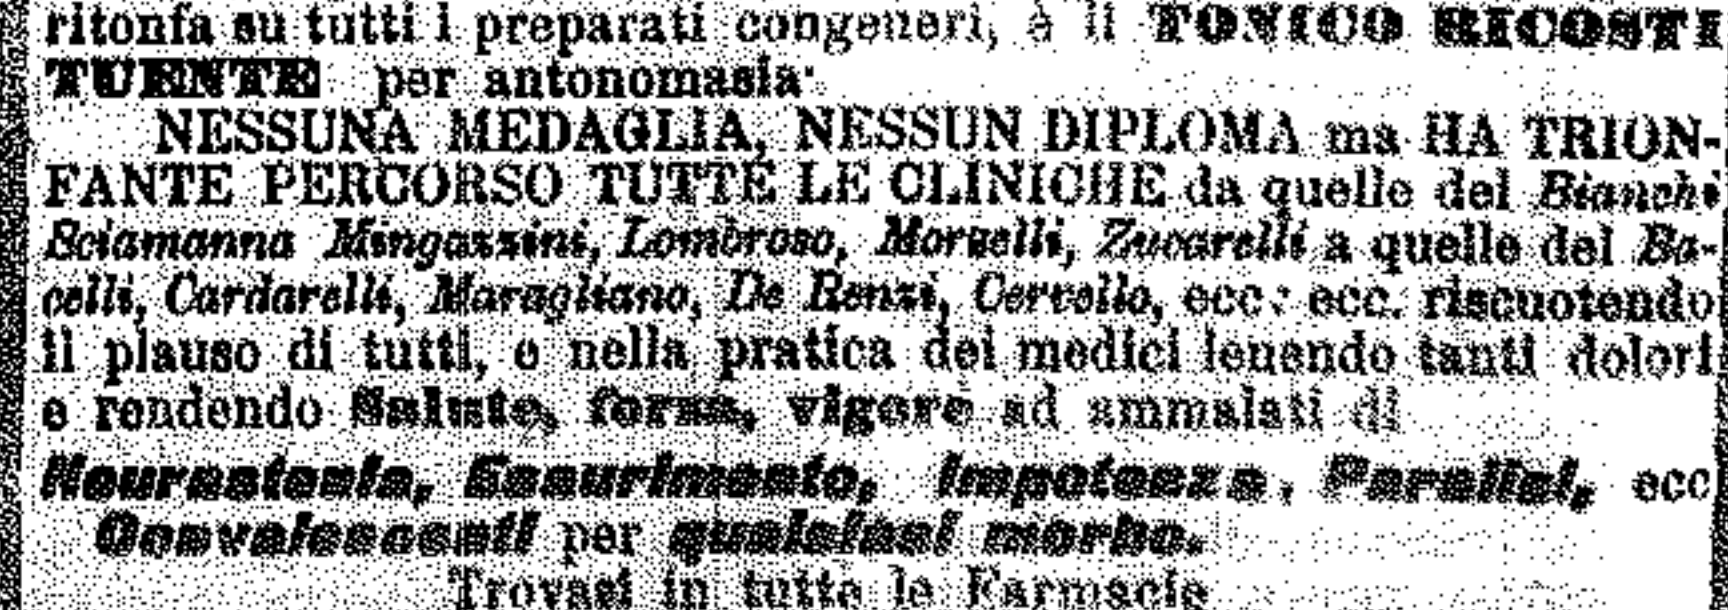 ritonfa su tutti i preparati congeneri, è il TONICO RICOSTI
TUENTE per antonomasia
NESSUNA MEDAGLIA, NESSUN DIPLOMA ma HA TRION-
FANTE PERCORSO TUTTE LE CLINICHE da quelle del Bianchi
Sciamanna Mingazzini, Lombroso, Morselli, Zuccarelli a quelle del Ba-
celli, Cardarelli, Maragliano, De Renzi, Cervello, ecc. ecc. riscuotendo
il plauso di tutti, e nella pratica dei medici lenendo tanti dolori
e rendendo Salute, forza, vigore ad ammalati di
Neurastenia, Esaurimento, Impotenza, Paralisi, ecc
Convalescenti per qualsiasi morbo.
Trovasi in tutte le Farmacie